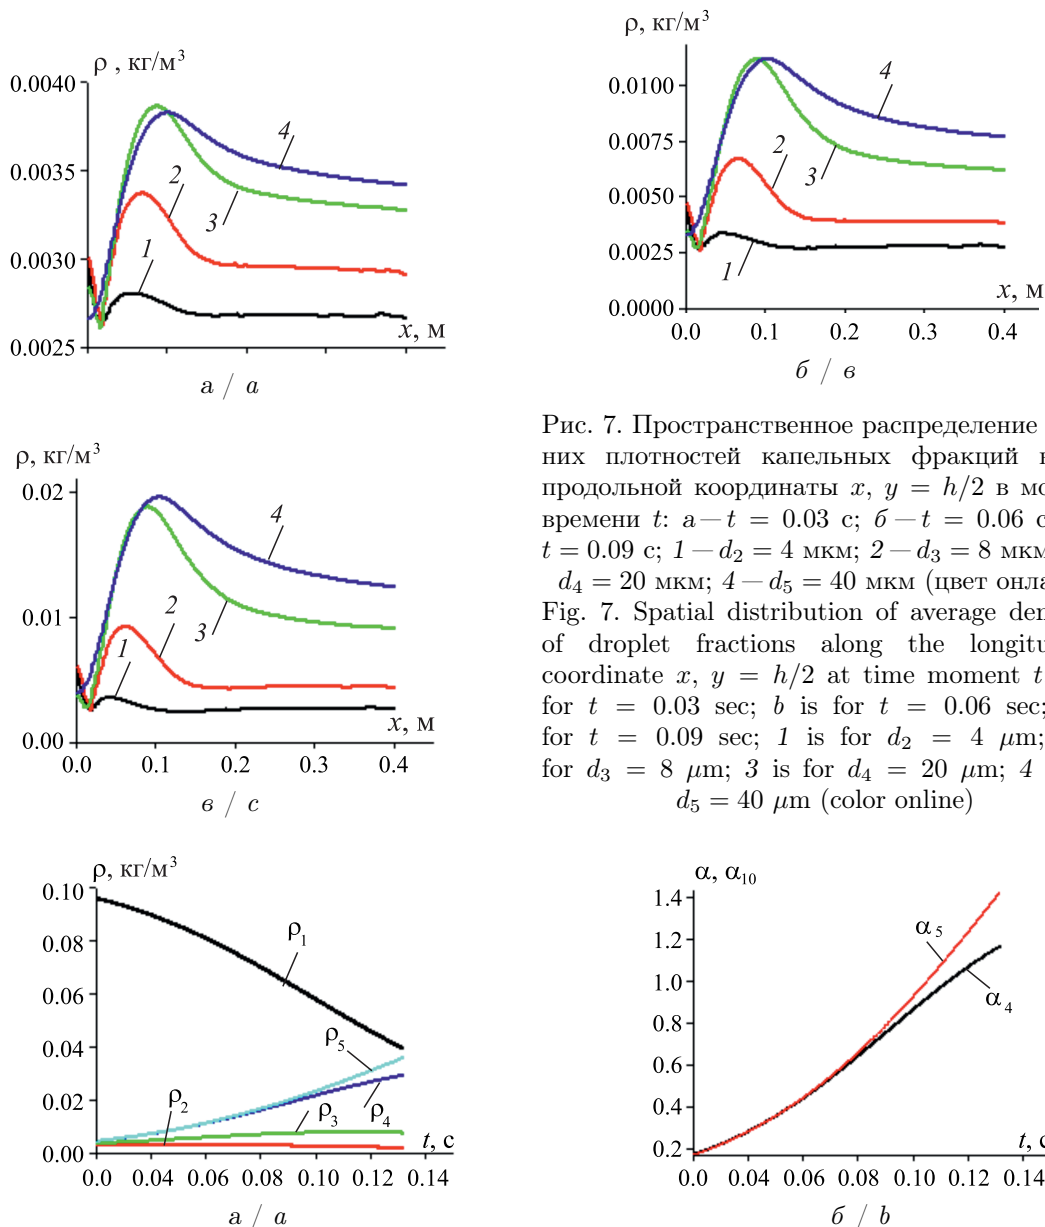 ρ , кг/м³
0.0040
0.0035
0.0030
0.0025
1
2
3
4
x, м
а / a
ρ, кг/м³
0.0100
0.0075
0.0050
0.0025
0.0000
1
2
3
4
x, м
0.0 0.1 0.2 0.3 0.4
б / в
ρ, кг/м³
0.02
0.01
0.00
1
2
3
4
x, м
0.0 0.1 0.2 0.3 0.4
в / c
Рис. 7. Пространственное распределение
них плотностей капельных фракций
продольной координаты x, y = h/2 в
времени t: а — t = 0.03 с; б — t = 0.06 с
t = 0.09 с; 1 — d₂ = 4 мкм; 2 — d₃ = 8 мкм
d₄ = 20 мкм; 4 — d₅ = 40 мкм (цвет
Fig. 7. Spatial distribution of average
of droplet fractions along the
coordinate x, y = h/2 at time moment t
for t = 0.03 sec; b is for t = 0.06 sec;
for t = 0.09 sec; 1 is for d₂ = 4 μm;
for d₃ = 8 μm; 3 is for d₄ = 20 μm; 4
d₅ = 40 μm (color online)
ρ, кг/м³
0.10
0.08
0.06
0.04
0.02
0.00
ρ₁
ρ₅
ρ₂
ρ₃
ρ₄
t, с
0.0 0.02 0.04 0.06 0.08 0.10 0.12 0.14
а / a
α, α₁₀
1.4
1.2
1.0
0.8
0.6
0.4
0.2
α₅
α₄
t, с
0.0 0.02 0.04 0.06 0.08 0.10 0.12 0.14
б / b